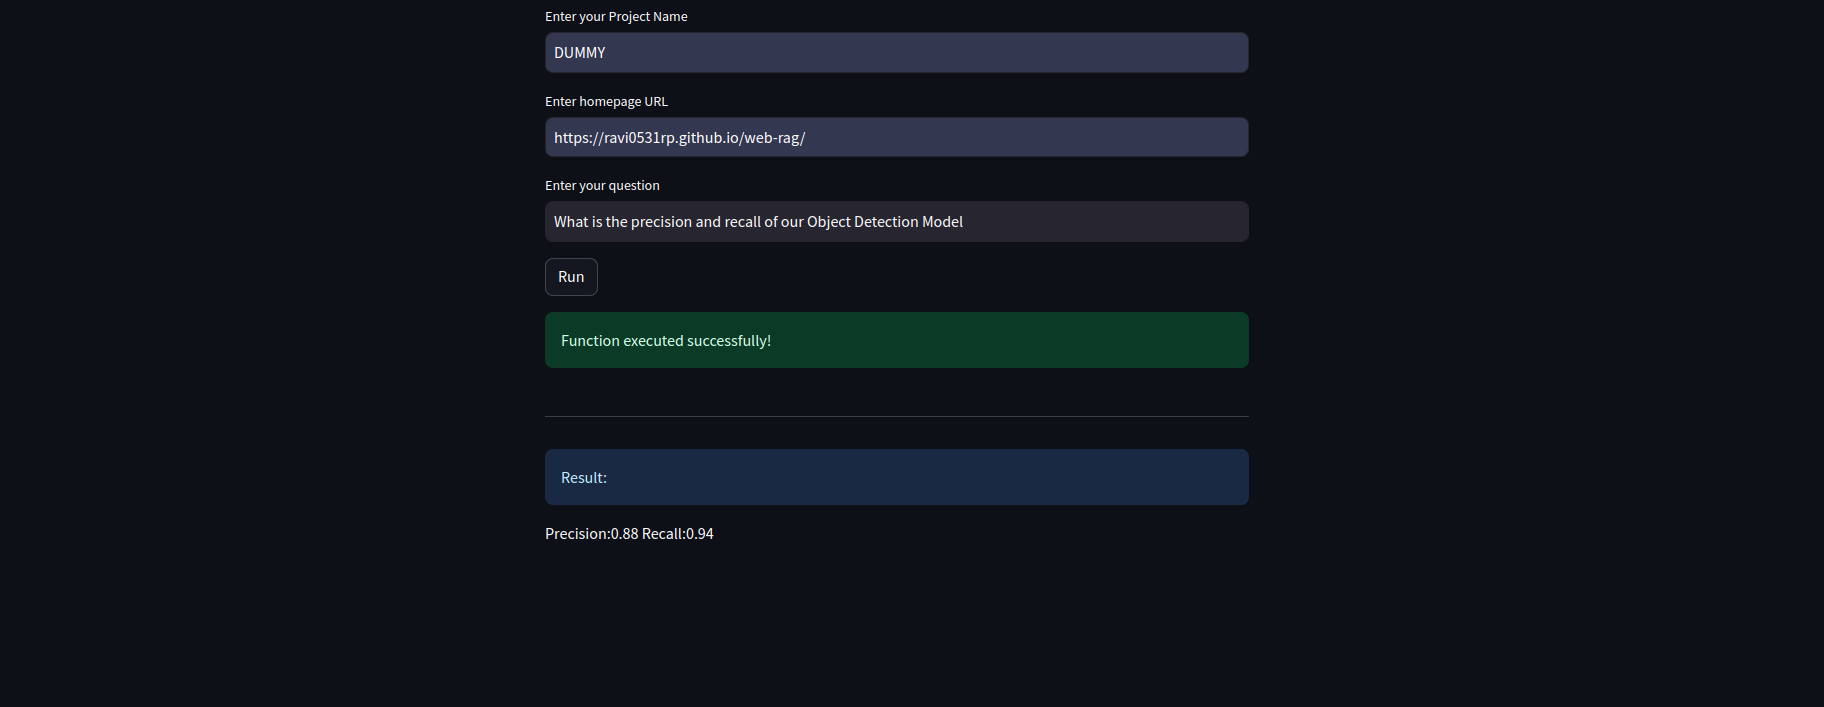 Enter your Project Name
DUMMY
Enter homepage URL
https://ravi0531rp.github.io/web-rag/
Enter your question
What is the precision and recall of our Object Detection Model
Run
Function executed successfully!
Result:
Precision:0.88 Recall:0.94